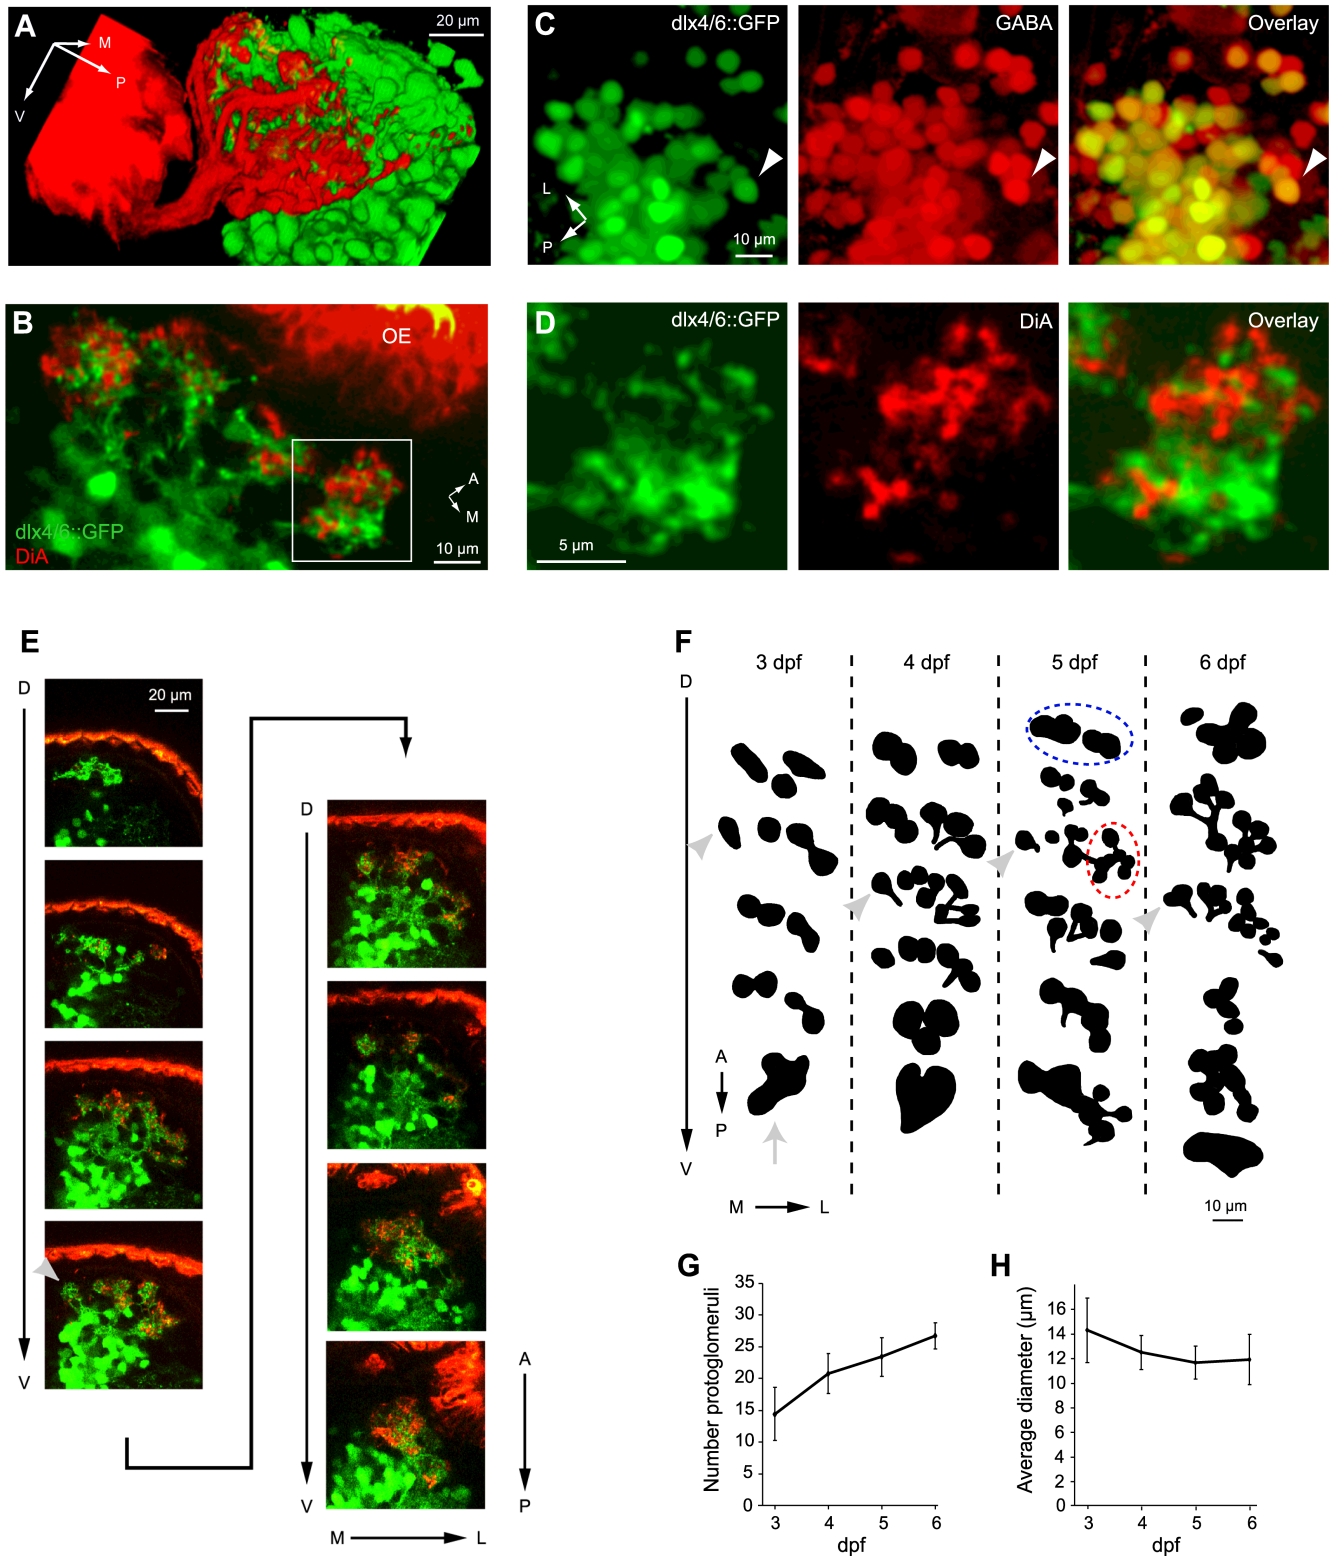 A
20 µm
M
P
V
C
dlx4/6::GFP
GABA
Overlay
L
P
10 µm
B
OE
A
M
dlx4/6::GFP
DiA
10 µm
D
dlx4/6::GFP
DiA
Overlay
5 µm
E
D
20 µm
V
D
V
A
P
M
L
F
3 dpf
4 dpf
5 dpf
6 dpf
D
A
P
V
M
L
10 µm
G
Number protoglomeruli
35
30
25
20
15
10
5
0
3
4
5
6
dpf
H
Average diameter (µm)
16
14
12
10
8
6
4
2
0
3
4
5
6
dpf